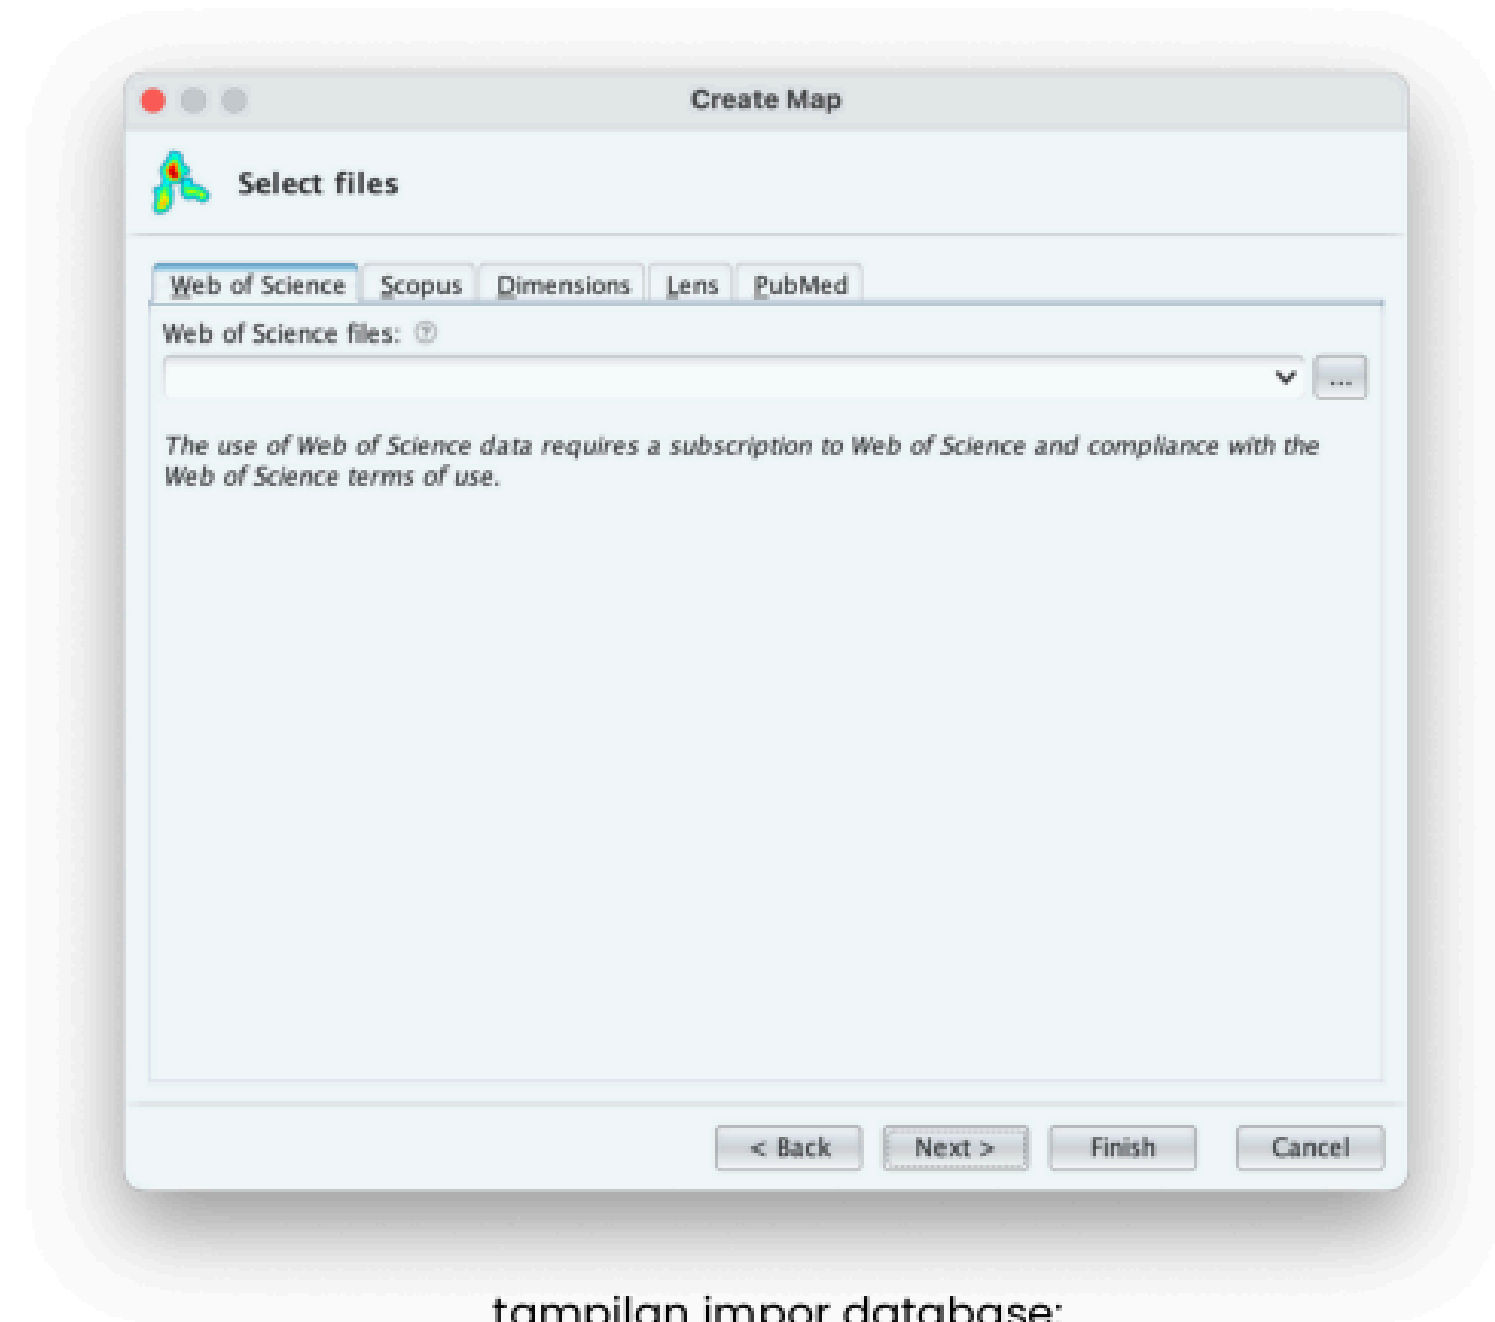 Create Map
Select files
Web of Science Scopus Dimensions Lens PubMed
Web of Science files: ?
...
The use of Web of Science data requires a subscription to Web of Science and compliance with the
Web of Science terms of use.
< Back Next > Finish Cancel
tampilan impor database: